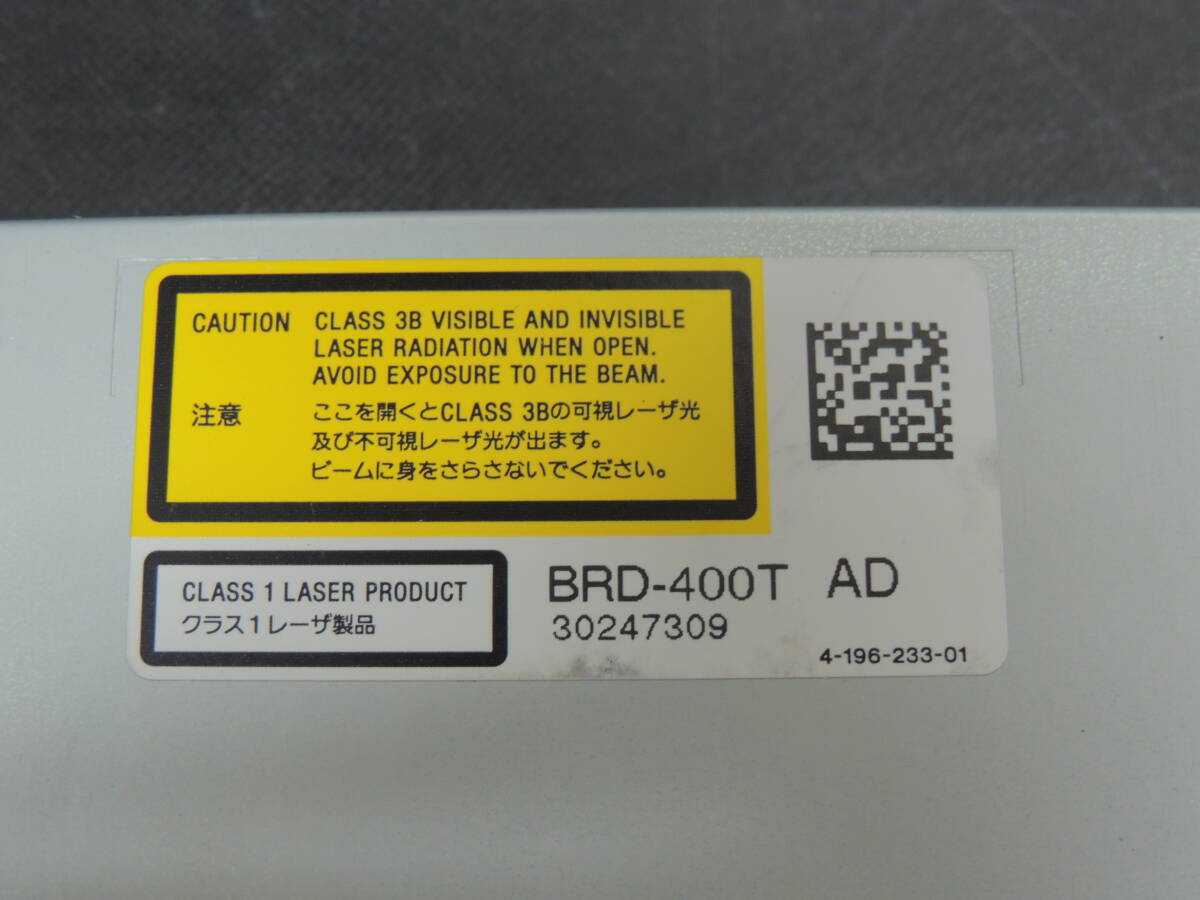 CAUTION CLASS 3B VISIBLE AND INVISIBLE
LASER RADIATION WHEN OPEN.
AVOID EXPOSURE TO THE BEAM.
注意 ここを開くとCLASS 3Bの可視レーザ光
及び不可視レーザ光が出ます。
ビームに身をさらさないでください。
CLASS 1 LASER PRODUCT
クラス1レーザ製品
BRD-400T AD
30247309
4-196-233-01